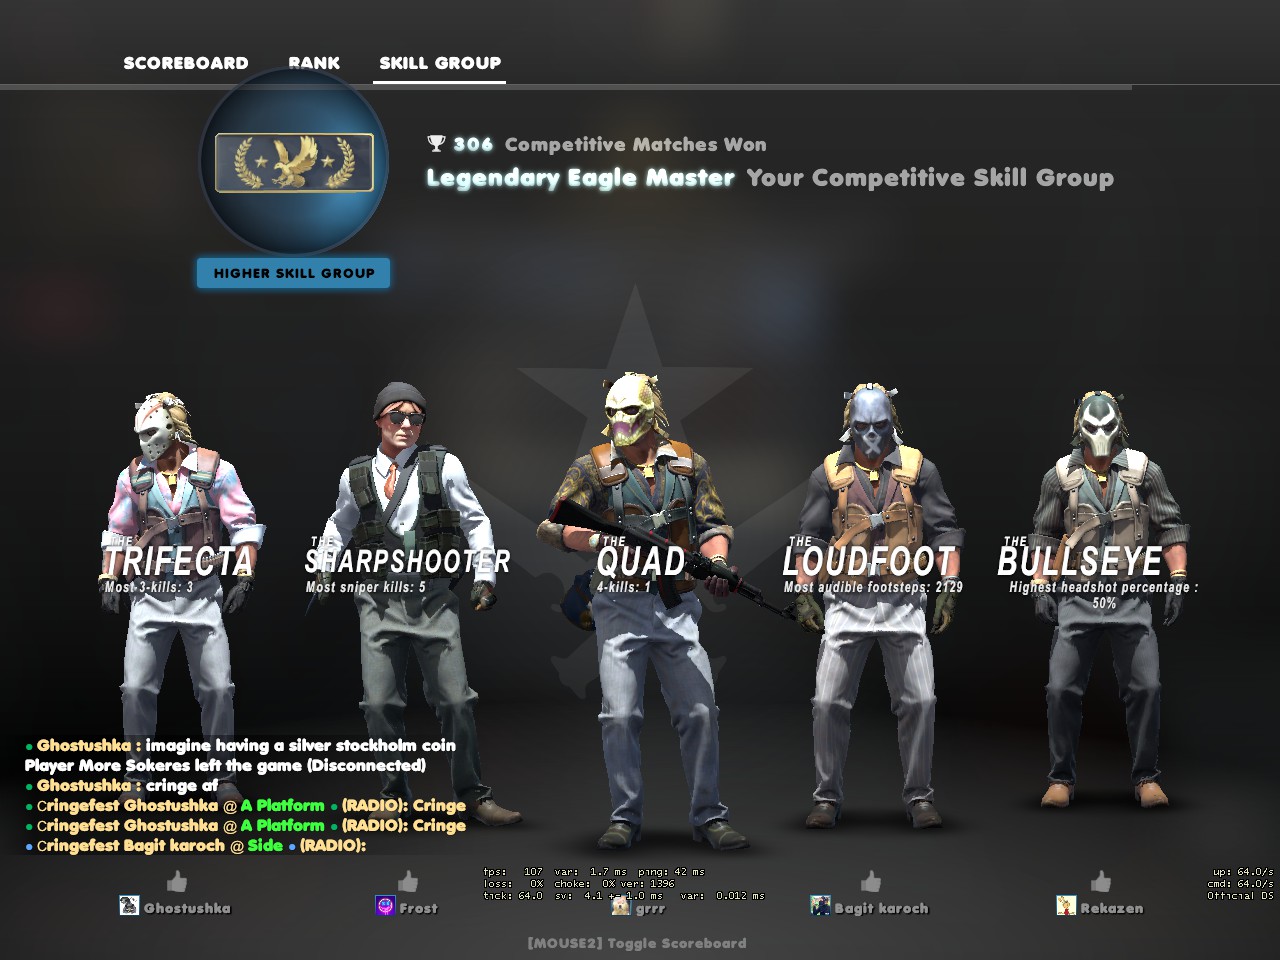 SCOREBOARD RANK SKILL GROUP
306 Competitive Matches Won
Legendary Eagle Master Your Competitive Skill Group
HIGHER SKILL GROUP
THE TRIFECTA
Most 3-kills: 3
THE SHARPSHOOTER
Most sniper kills: 5
THE QUAD
4-kills: 1
THE LOUDFOOT
Most audible footsteps: 2129
THE BULLSEYE
Highest headshot percentage :
50%
● Ghostushka : imagine having a silver stockholm coin
Player More Sokeres left the game (Disconnected)
● Ghostushka : cringe af
● Cringefest Ghostushka @ A Platform ● (RADIO): Cringe
● Cringefest Ghostushka @ A Platform ● (RADIO): Cringe
● Cringefest Bagit karoch @ Side ● (RADIO):
fps: 107 var: 1.7 ms ping: 42 ms
loss: 0% choke: 0% ver: 1396
tick: 64.0 sv: 4.1 +- 1.0 ms var: 0.012 ms
up: 64.0/s
cmd: 64.0/s
Official DS
Ghostushka
Frost
grrr
Bagit karoch
Rekazen
[MOUSE2] Toggle Scoreboard